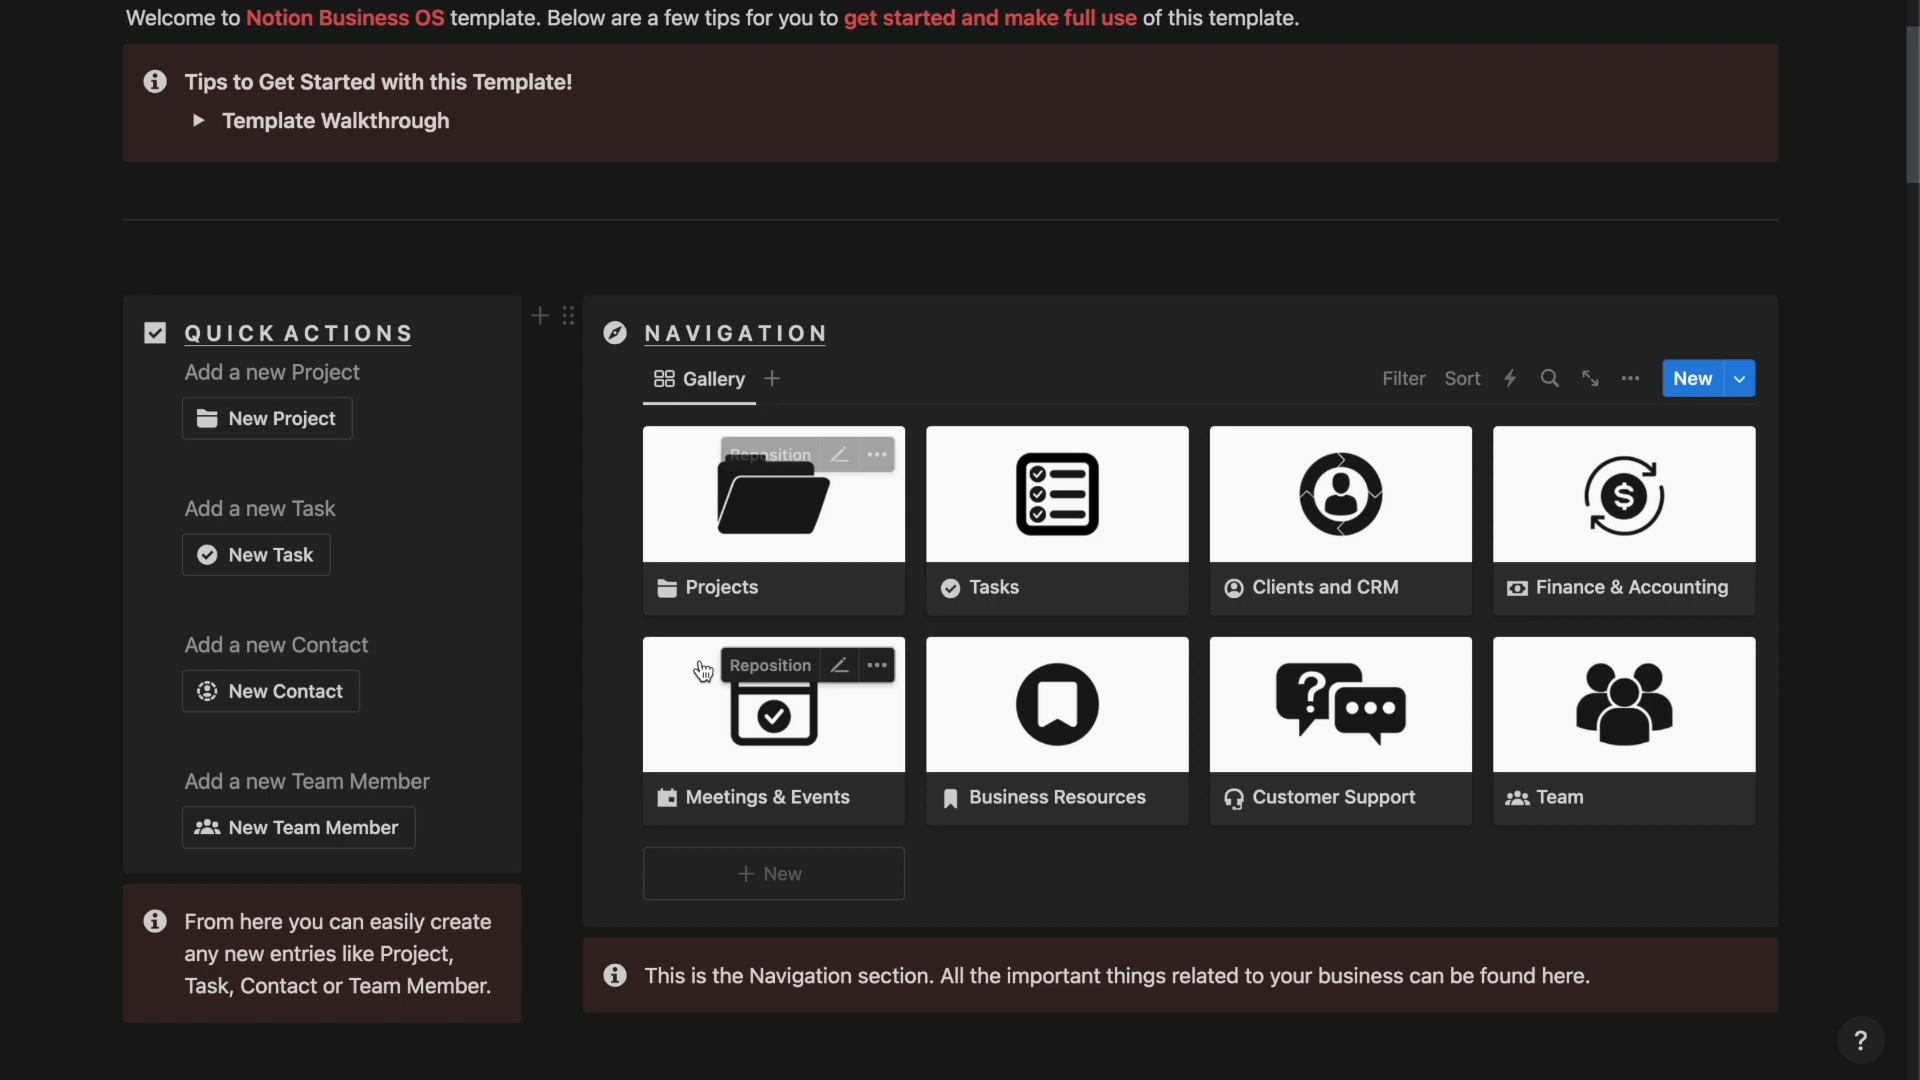 Welcome to Notion Business OS template. Below are a few tips for you to get started and make full use of this template.
Tips to Get Started with this Template!
Template Walkthrough
QUICK ACTIONS
Add a new Project
New Project
Add a new Task
New Task
Add a new Contact
New Contact
Add a new Team Member
New Team Member
From here you can easily create
any new entries like Project,
Task, Contact or Team Member.
NAVIGATION
Gallery
Filter Sort New
Reposition
Projects
Tasks
Clients and CRM
Finance & Accounting
Reposition
Meetings & Events
Business Resources
Customer Support
Team
New
This is the Navigation section. All the important things related to your business can be found here.
?